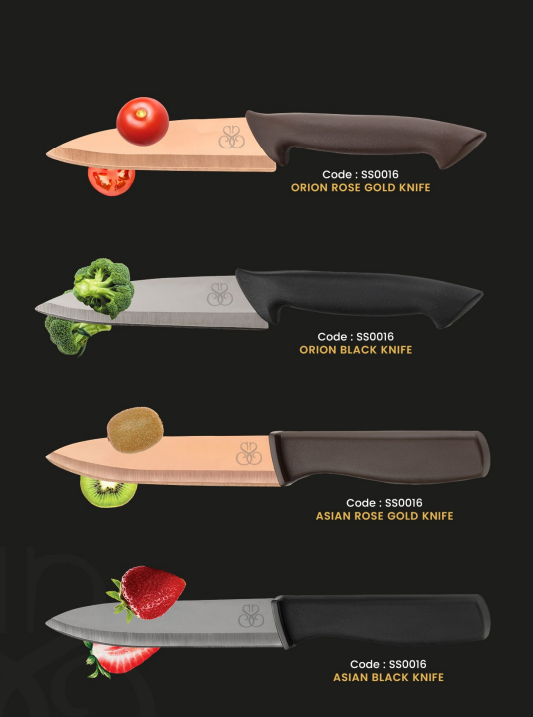 Code : SS0016
ORION ROSE GOLD KNIFE
Code : SS0016
ORION BLACK KNIFE
Code : SS0016
ASIAN ROSE GOLD KNIFE
Code : SS0016
ASIAN BLACK KNIFE